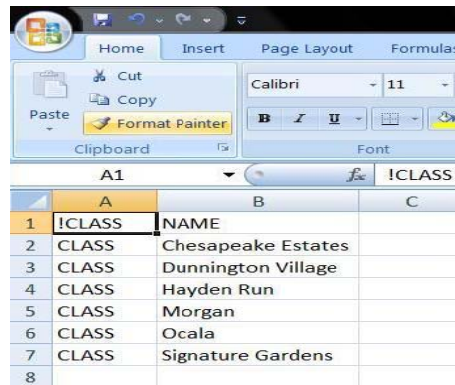 Home Insert Page Layout
Cut
Calibri 11
Copy
Paste
Format Painter
B I U
Clipboard Font
A1 fx !CLASS
A B C
1 !CLASS NAME
2 CLASS Chesapeake Estates
3 CLASS Dunnington Village
4 CLASS Hayden Run
5 CLASS Morgan
6 CLASS Ocala
7 CLASS Signature Gardens
8